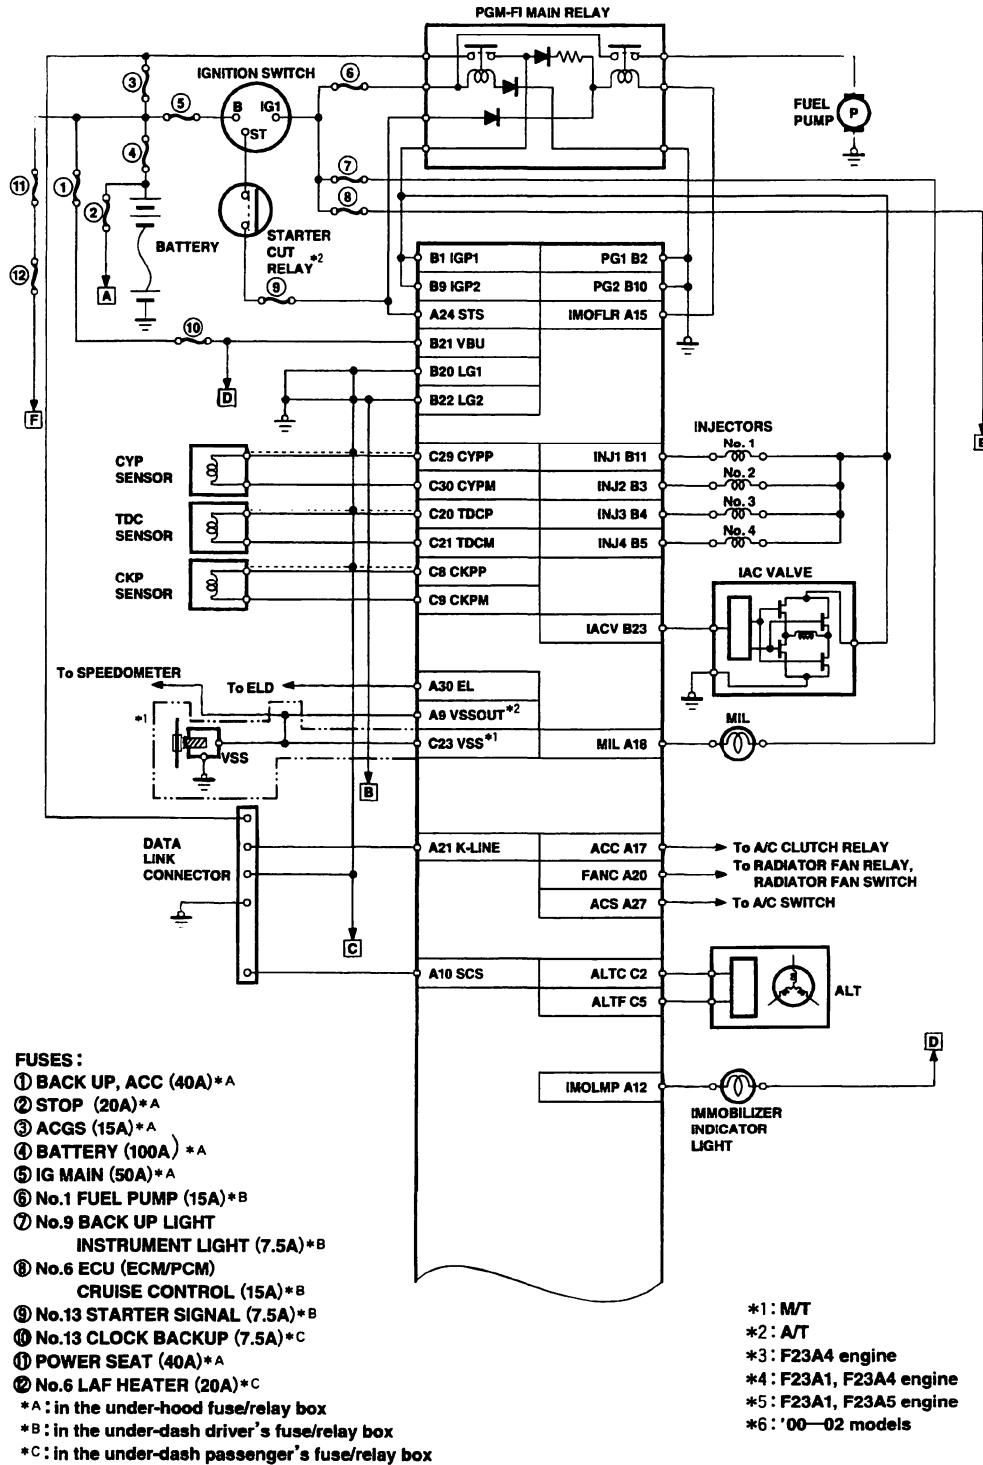 PGM-FI MAIN RELAY
IGNITION SWITCH
B IG1
ST
FUEL
PUMP
P
3
5
6
4
7
8
11
1
2
12
9
10
BATTERY
STARTER
CUT
RELAY *2
A
D
F
B1 IGP1
B9 IGP2
A24 STS
B21 VBU
B20 LG1
B22 LG2
PG1 B2
PG2 B10
IMOFLR A15
CYP
SENSOR
TDC
SENSOR
CKP
SENSOR
C29 CYPP
C30 CYPM
C20 TDCP
C21 TDCM
C8 CKPP
C9 CKPM
INJ1 B11
INJ2 B3
INJ3 B4
INJ4 B5
IACV B23
INJECTORS
No. 1
No. 2
No. 3
No. 4
IAC VALVE
To SPEEDOMETER
To ELD
*1
VSS
A30 EL
A9 VSSOUT *2
C23 VSS *1
MIL A18
MIL
B
DATA
LINK
CONNECTOR
C
A21 K-LINE
A10 SCS
ACC A17
FANC A20
ACS A27
To A/C CLUTCH RELAY
To RADIATOR FAN RELAY,
RADIATOR FAN SWITCH
To A/C SWITCH
ALTC C2
ALTF C5
ALT
D
IMOLMP A12
IMMOBILIZER
INDICATOR
LIGHT
FUSES :
① BACK UP, ACC (40A)*A
② STOP (20A)*A
③ ACGS (15A)*A
④ BATTERY (100A) *A
⑤ IG MAIN (50A)*A
⑥ No.1 FUEL PUMP (15A)*B
⑦ No.9 BACK UP LIGHT
INSTRUMENT LIGHT (7.5A)*B
⑧ No.6 ECU (ECM/PCM)
CRUISE CONTROL (15A)*B
⑨ No.13 STARTER SIGNAL (7.5A)*B
⑩ No.13 CLOCK BACKUP (7.5A)*C
⑪ POWER SEAT (40A)*A
⑫ No.6 LAF HEATER (20A)*C
*A : in the under-hood fuse/relay box
*B : in the under-dash driver's fuse/relay box
*C : in the under-dash passenger's fuse/relay box
*1 : M/T
*2 : A/T
*3 : F23A4 engine
*4 : F23A1, F23A4 engine
*5 : F23A1, F23A5 engine
*6 : '00—02 models